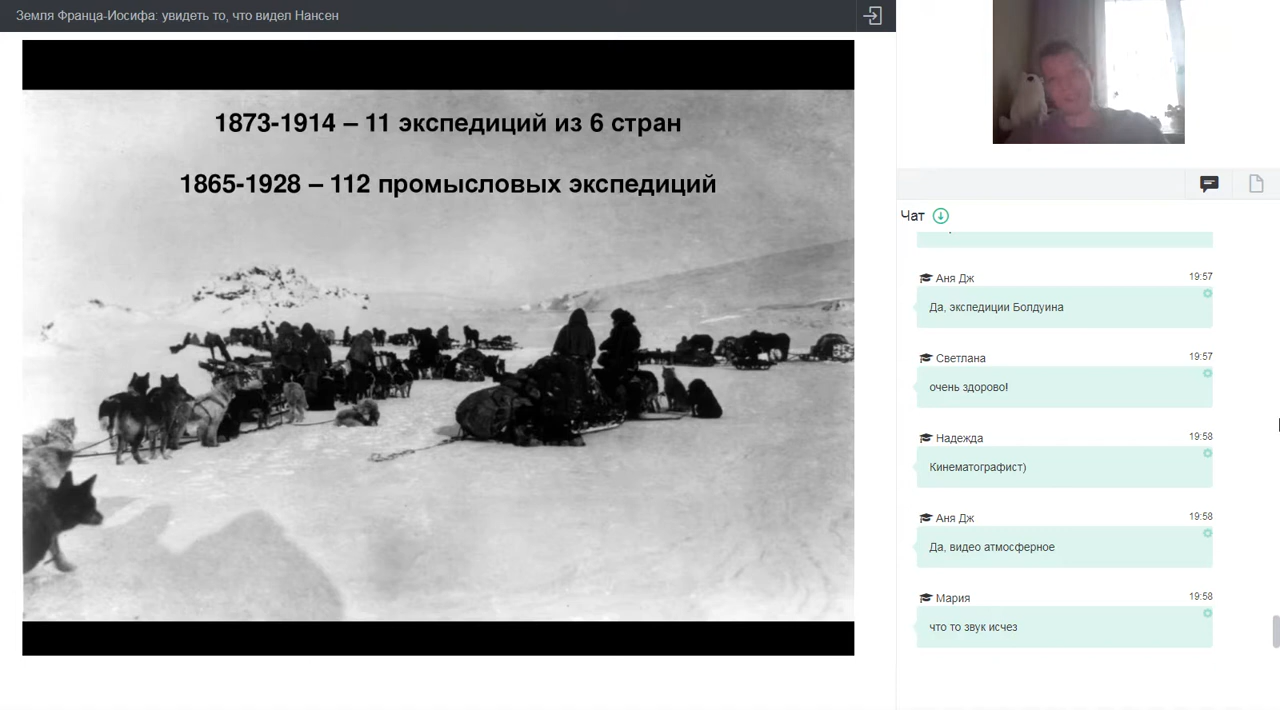 Земля Франца-Иосифа: увидеть то, что видел Нансен
1873-1914 – 11 экспедиций из 6 стран
1865-1928 – 112 промысловых экспедиций
Чат
Аня Дж 19:57
Да, экспедиции Болдуина
Светлана 19:57
очень здорово!
Надежда 19:58
Кинематографист)
Аня Дж 19:58
Да, видео атмосферное
Мария 19:58
что то звук исчез